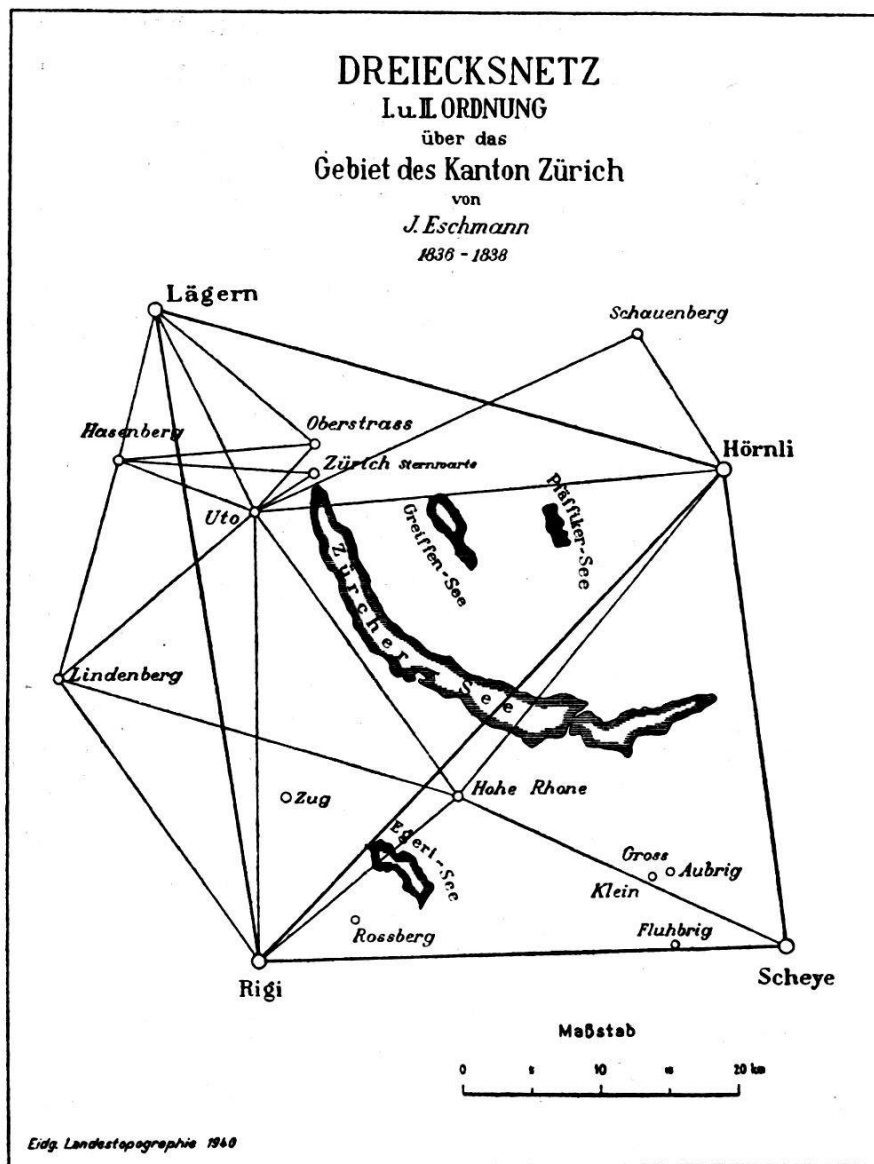 DREIECKSNETZ
I. u. II. ORDNUNG
über das
Gebiet des Kanton Zürich
von
J. Eschmann
1836 - 1838
Lägern
Schauenberg
Oberstrass
Hasenberg
Zürich Sternwarte
Hörnli
Uto
Pfäffiker-See
Greiffen-See
Zürcher See
Lindenberg
Zug
Hohe Rhone
Egeri-See
Gross
Aubrig
Klein
Rossberg
Fluhbrig
Rigi
Scheye
Maßstab
0 5 10 15 20 km
Eidg. Landestopographie 1940